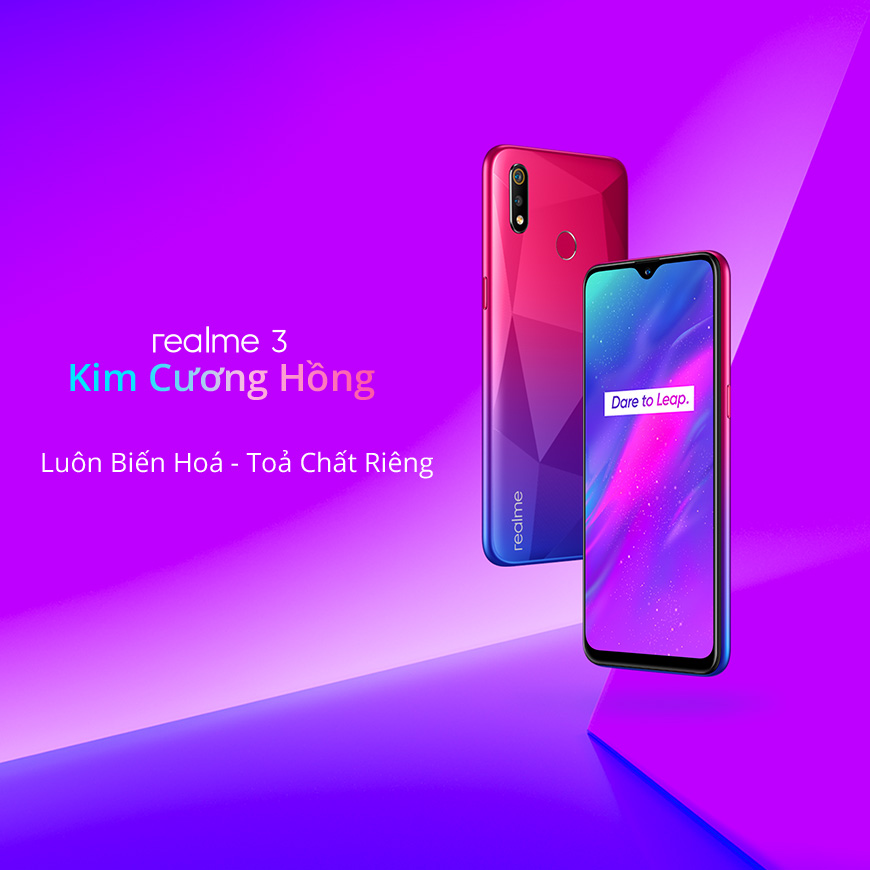 realme 3
Kim Cương Hồng
Luôn Biến Hoá - Toả Chất Riêng
realme
Dare to Leap.